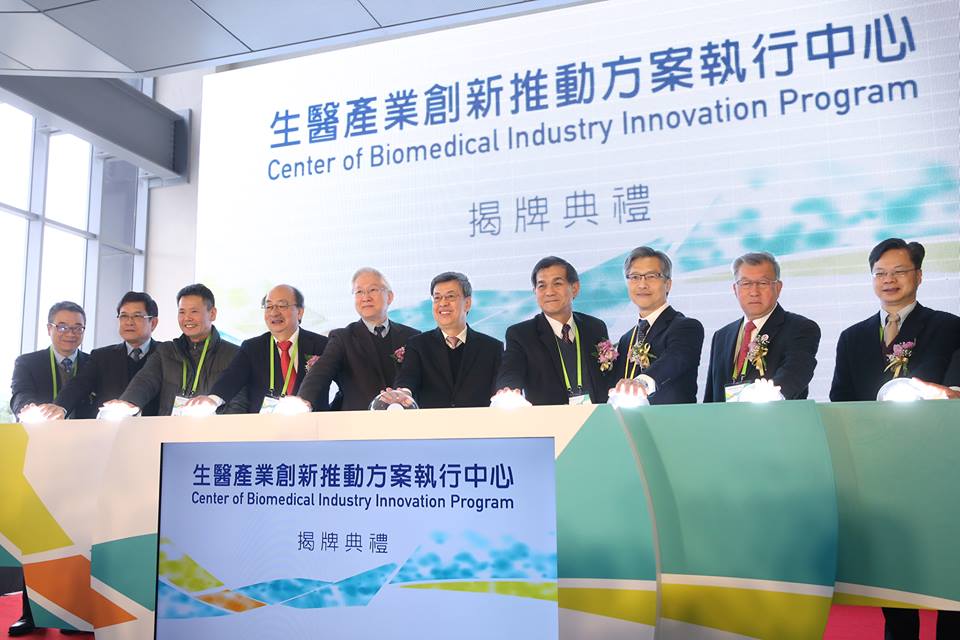 生醫產業創新推動方案執行中心
Center of Biomedical Industry Innovation Program
揭牌典禮
生醫產業創新推動方案執行中心
Center of Biomedical Industry Innovation Program
揭牌典禮